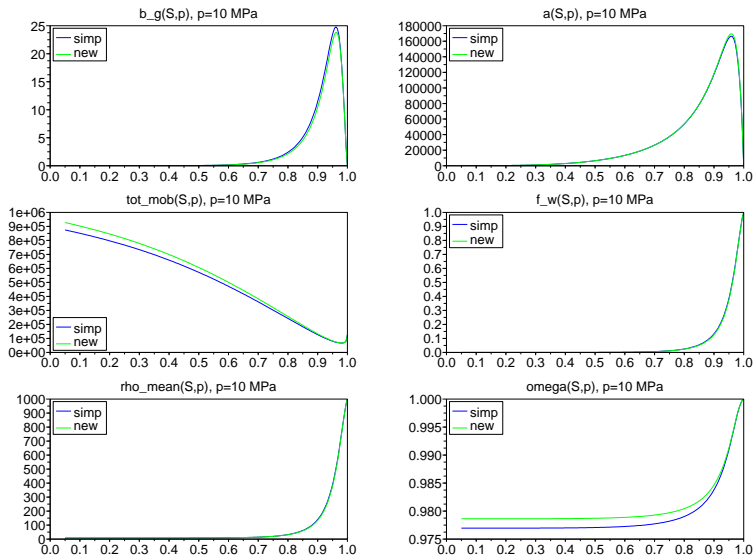 b_g(S,p), p=10 MPa
25
20
15
10
5
0
simp
new
0.0 0.1 0.2 0.3 0.4 0.5 0.6 0.7 0.8 0.9 1.0
a(S,p), p=10 MPa
180000
160000
140000
120000
100000
80000
60000
40000
20000
0
simp
new
0.0 0.1 0.2 0.3 0.4 0.5 0.6 0.7 0.8 0.9 1.0
tot_mob(S,p), p=10 MPa
1e+06
9e+05
8e+05
7e+05
6e+05
5e+05
4e+05
3e+05
2e+05
1e+05
0e+00
simp
new
0.0 0.1 0.2 0.3 0.4 0.5 0.6 0.7 0.8 0.9 1.0
f_w(S,p), p=10 MPa
1.0
0.9
0.8
0.7
0.6
0.5
0.4
0.3
0.2
0.1
0.0
simp
new
0.0 0.1 0.2 0.3 0.4 0.5 0.6 0.7 0.8 0.9 1.0
rho_mean(S,p), p=10 MPa
1000
900
800
700
600
500
400
300
200
100
0
simp
new
0.0 0.1 0.2 0.3 0.4 0.5 0.6 0.7 0.8 0.9 1.0
omega(S,p), p=10 MPa
1.000
0.995
0.990
0.985
0.980
0.975
simp
new
0.0 0.1 0.2 0.3 0.4 0.5 0.6 0.7 0.8 0.9 1.0